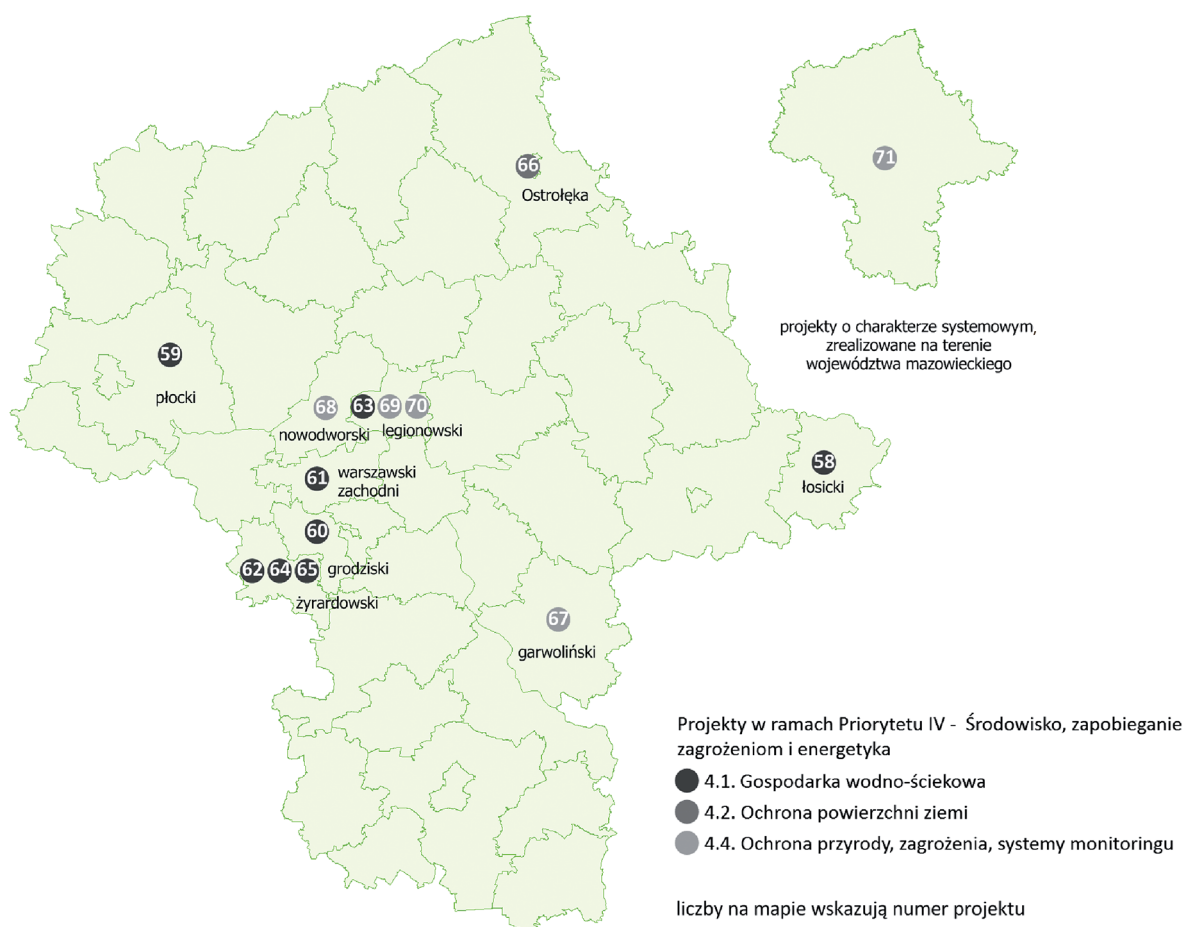 66
Ostrołęka
71
projekty o charakterze systemowym,
zrealizowane na terenie
województwa mazowieckiego
59
płocki
68
63
69
70
nowodworski
legionowski
61
warszawski
zachodni
58
łosicki
60
grodziski
62
64
65
żyrardowski
67
garwoliński
Projekty w ramach Priorytetu IV - Środowisko, zapobieganie
zagrożeniom i energetyka
4.1. Gospodarka wodno-ściekowa
4.2. Ochrona powierzchni ziemi
4.4. Ochrona przyrody, zagrożenia, systemy monitoringu
liczby na mapie wskazują numer projektu